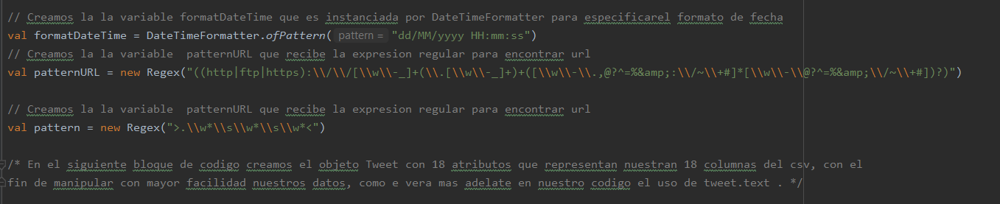 // Creamos la la variable formatDateTime que es instanciada por DateTimeFormatter para especificarel formato de fecha
val formatDateTime = DateTimeFormatter.ofPattern( pattern = "dd/MM/yyyy HH:mm:ss")
// Creamos la la variable  patternURL que recibe la expresion regular para encontrar url
val patternURL = new Regex("((http|ftp|https):\\/\\/[\\w\\-_]+(\\.[\\w\\-_]+)+([\\w\\-\\.,@?^=%&amp;:\\/~\\+#]*[\\w\\-\\@?^=%&amp;\\/~\\+#])?)")
// Creamos la la variable  patternURL que recibe la expresion regular para encontrar url
val pattern = new Regex(">.\\w*\\s\\w*\\s\\w*<")
/* En el siguiente bloque de codigo creamos el objeto Tweet con 18 atributos que representan nuestran 18 columnas del csv, con el
fin de manipular con mayor facilidad nuestros datos, como e vera mas adelate en nuestro codigo el uso de tweet.text . */